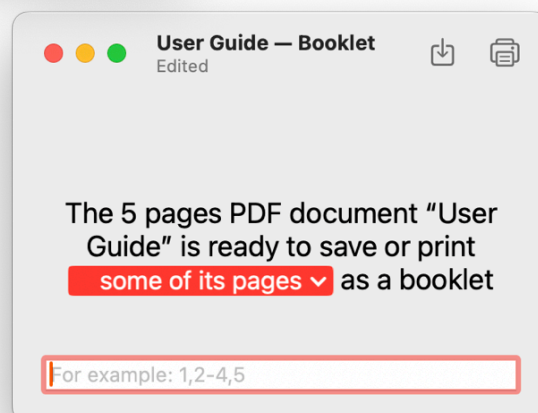 User Guide — Booklet
Edited
The 5 pages PDF document “User
Guide” is ready to save or print
some of its pages as a booklet
For example: 1,2-4,5